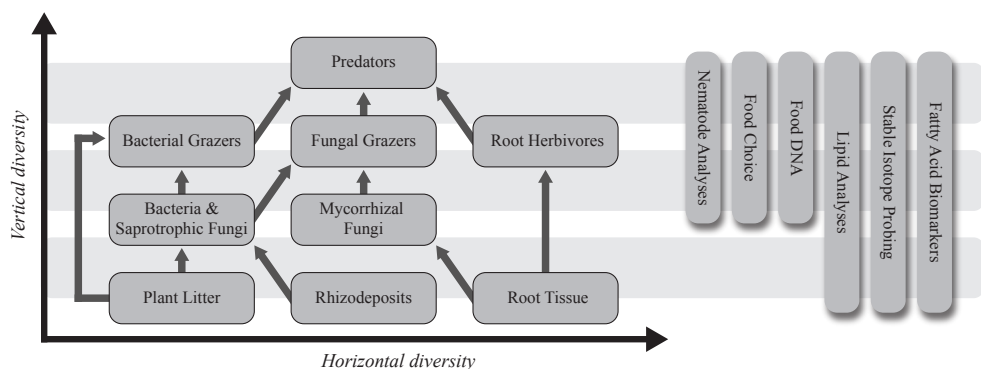 Predators
Bacterial Grazers
Fungal Grazers
Root Herbivores
Bacteria &
Saprotrophic Fungi
Mycorrhizal
Fungi
Plant Litter
Rhizodeposits
Root Tissue
Vertical diversity
Horizontal diversity
Nematode Analyses
Food Choice
Food DNA
Lipid Analyses
Stable Isotope Probing
Fattty Acid Biomarkers